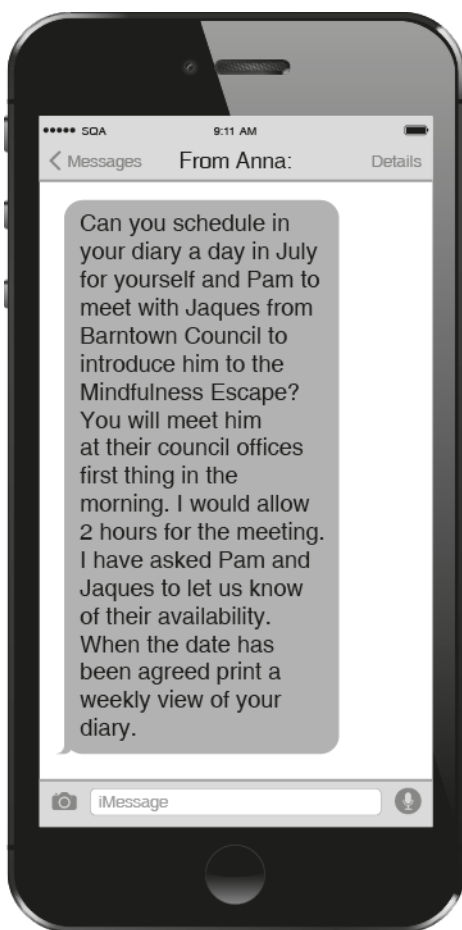 SQA 9:11 AM
Messages From Anna: Details
Can you schedule in
your diary a day in July
for yourself and Pam to
meet with Jaques from
Barntown Council to
introduce him to the
Mindfulness Escape?
You will meet him
at their council offices
first thing in the
morning. I would allow
2 hours for the meeting.
I have asked Pam and
Jaques to let us know
of their availability.
When the date has
been agreed print a
weekly view of your
diary.
iMessage